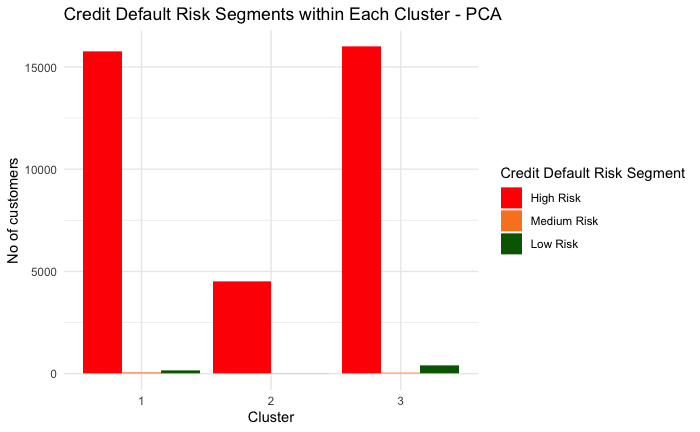 Credit Default Risk Segments within Each Cluster - PCA
15000
10000
5000
0
No of customers
1 2 3
Cluster
Credit Default Risk Segment
High Risk
Medium Risk
Low Risk